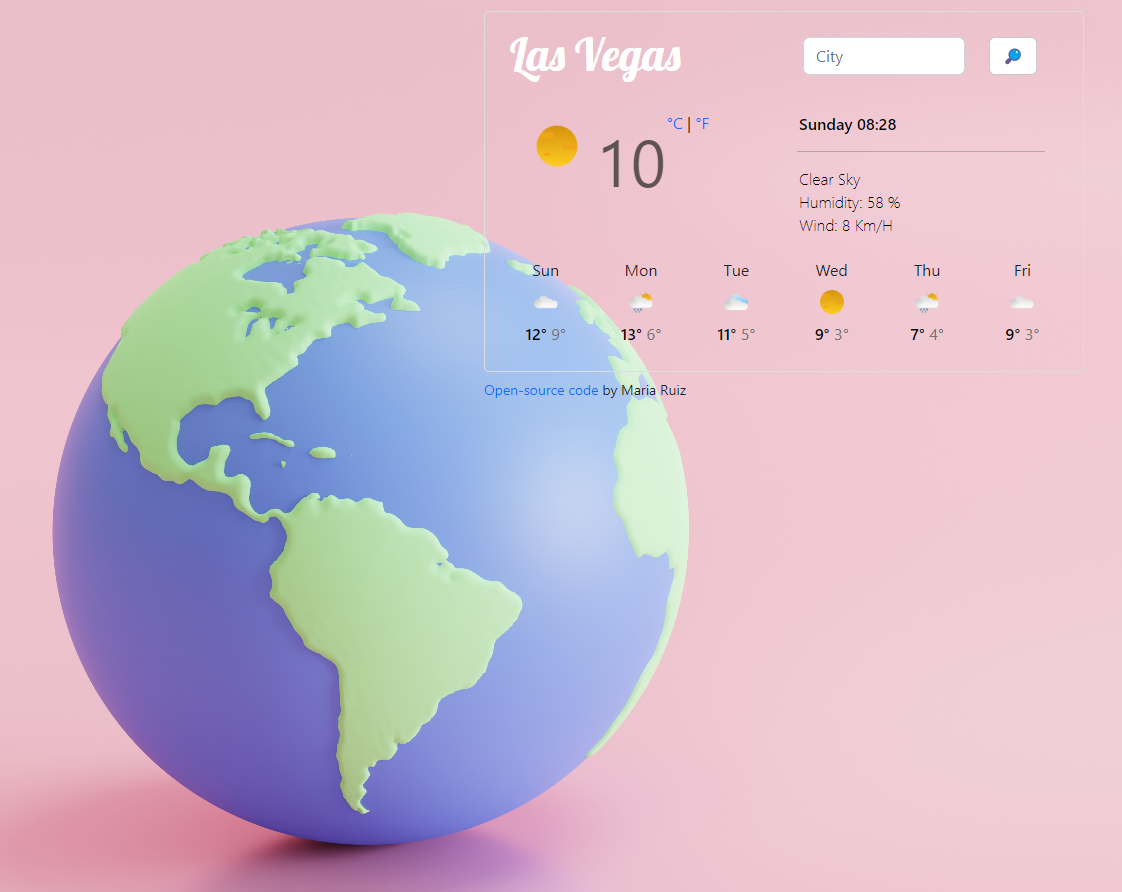 Las Vegas
City
10 °C | °F
Sunday 08:28
Clear Sky
Humidity: 58 %
Wind: 8 Km/H
Sun Mon Tue Wed Thu Fri
12° 9° 13° 6° 11° 5° 9° 3° 7° 4° 9° 3°
Open-source code by Maria Ruiz